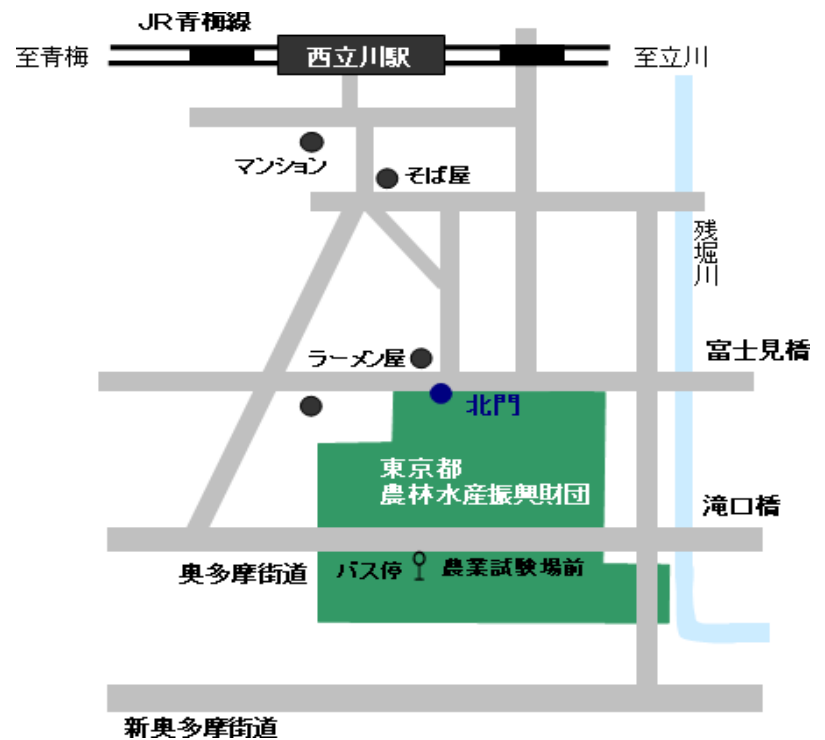 JR青梅線
至青梅
西立川駅
至立川
マンション
そば屋
残堀川
ラーメン屋
富士見橋
北門
東京都
農林水産振興財団
滝口橋
奥多摩街道
バス停
農業試験場前
新奥多摩街道